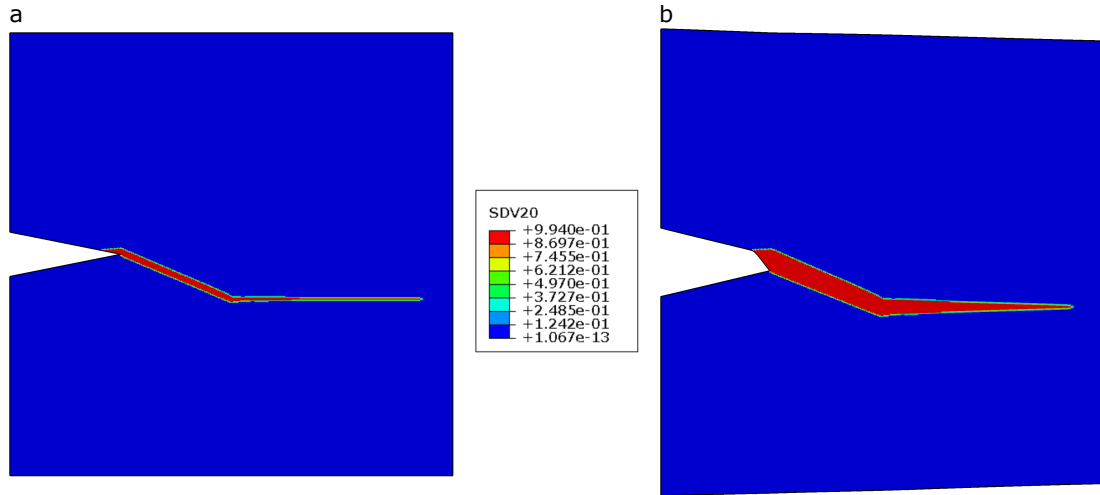 a
b
SDV20
+9.940e-01
+8.697e-01
+7.455e-01
+6.212e-01
+4.970e-01
+3.727e-01
+2.485e-01
+1.242e-01
+1.067e-13